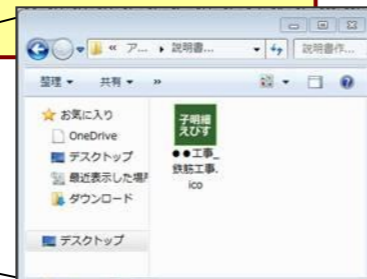 « ア... ▸ 説明書...
説明書作...
整理 ▼ 共有 ▼ »
お気に入り
OneDrive
デスクトップ
最近表示した場所
ダウンロード
デスクトップ
子明細
えびす
●●工事_
鉄筋工事.
ico